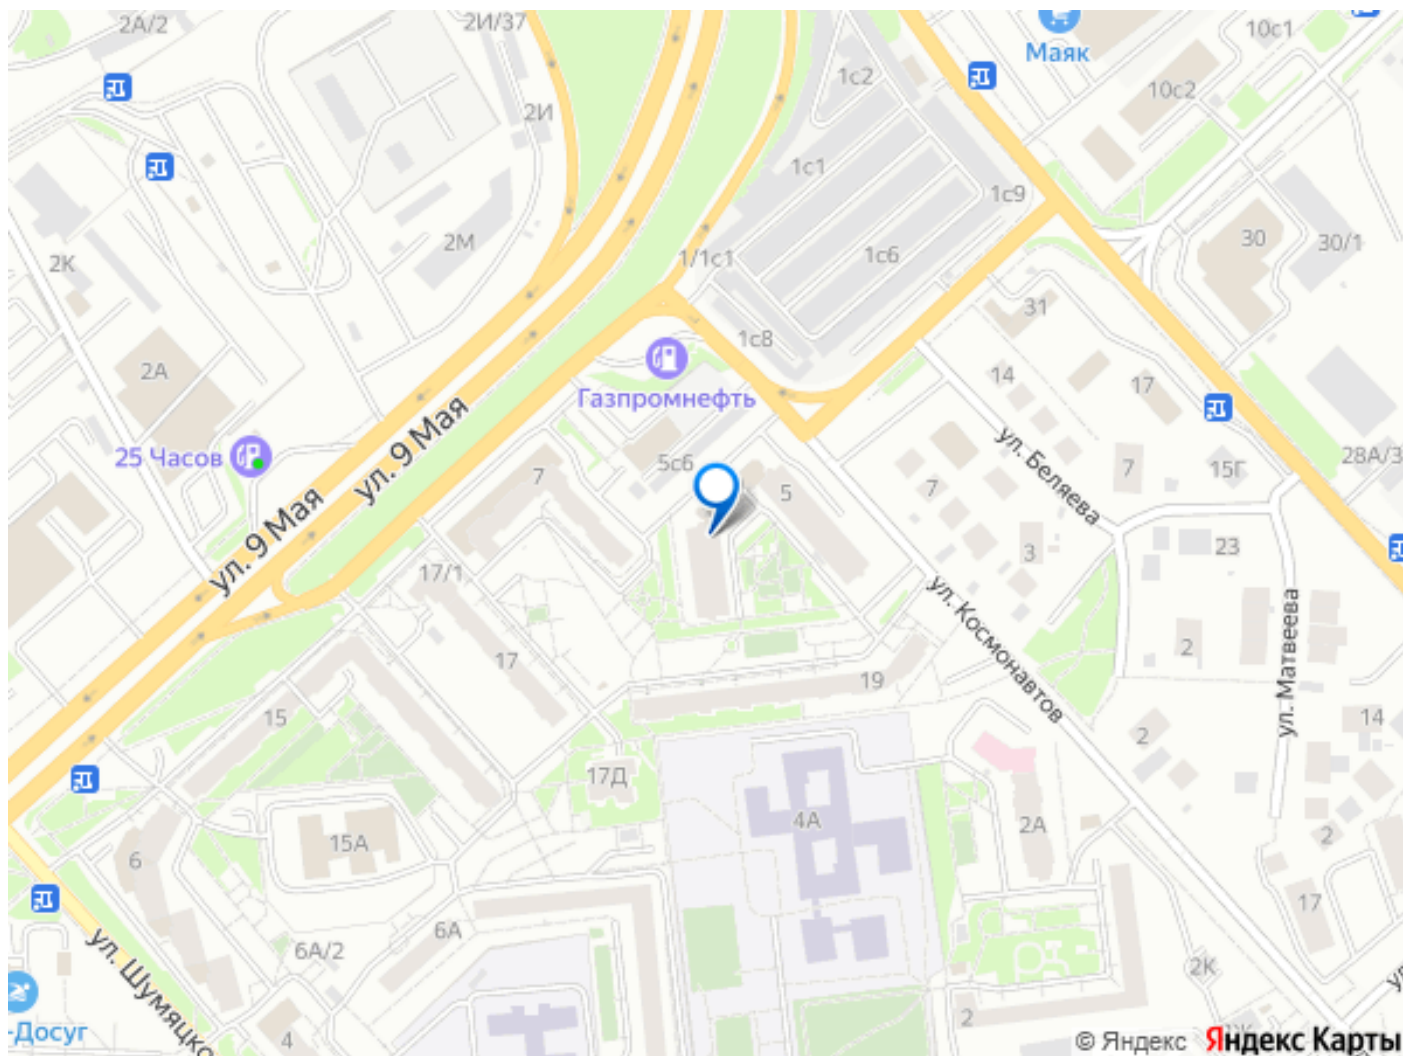 2А/2
2И/37
Маяк
10с1
1с2
10с2
2И
1с1
1с9
2М
30
30/1
2К
1/1с1
1с6
31
1с8
2А
Газпромнефть
14
17
ул. 9 Мая
25 Часов
5с6
7
5
7
ул. Беляева
7
15Г
28А/3
ул. 9 Мая
3
23
17/1
ул. Космонавтов
ул. Матвеева
17
2
19
15
14
2
17Д
4А
2А
2
15А
6
17
6А
6А/2
ул. Шумяцко
2К
-Досуг
4
2
© Яндекс
Яндекс Карты